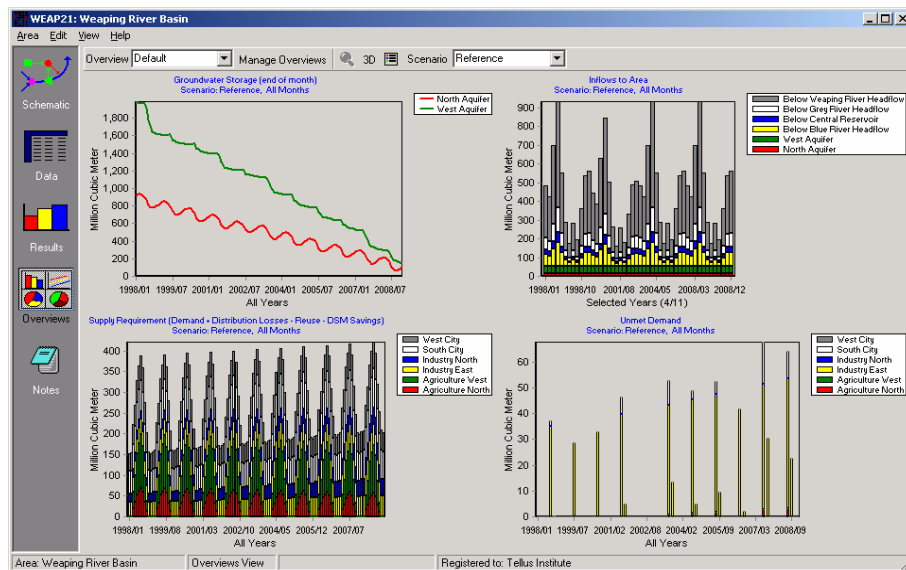 WEAP21: Weaping River Basin
Area Edit View Help
Overview Default Manage Overviews 3D Scenario Reference
Schematic
Data
Results
Overviews
Notes
Groundwater Storage (end of month)
Scenario: Reference, All Months
North Aquifer
West Aquifer
Million Cubic Meter
1,800
1,600
1,400
1,200
1,000
800
600
400
200
0
1998/01 1999/07 2001/01 2002/07 2004/01 2005/07 2007/01 2008/07
All Years
Inflows to Area
Scenario: Reference, All Months
Below Weaping River Headflow
Below Grey River Headflow
Below Central Reservoir
Below Blue River Headflow
West Aquifer
North Aquifer
Million Cubic Meter
900
800
700
600
500
400
300
200
100
0
1998/01 1998/10 2001/08 2004/05 2008/03 2008/12
Selected Years (4/11)
Supply Requirement (Demand + Distribution Losses - Reuse - DSM Savings)
Scenario: Reference, All Months
West City
South City
Industry North
Industry East
Agriculture West
Agriculture North
Million Cubic Meter
400
350
300
250
200
150
100
50
0
1998/01 1999/08 2001/03 2002/10 2004/05 2005/12 2007/07
All Years
Unmet Demand
Scenario: Reference, All Months
West City
South City
Industry North
Industry East
Agriculture West
Agriculture North
Million Cubic Meter
60
50
40
30
20
10
0
1998/01 1999/07 2001/02 2002/08 2004/03 2005/09 2007/03 2008/09
All Years
Area: Weaping River Basin Overviews View Registered to: Tellus Institute